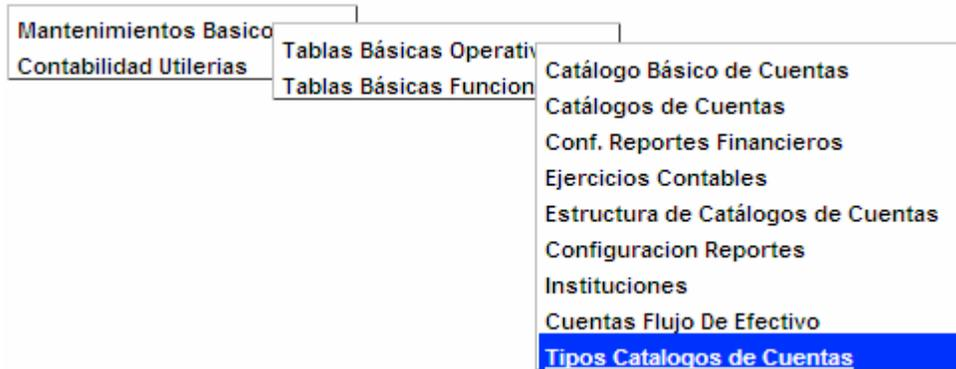 Mantenimientos Basico
Contabilidad Utilerias
Tablas Básicas Operativ
Tablas Básicas Funcion
Catálogo Básico de Cuentas
Catálogos de Cuentas
Conf. Reportes Financieros
Ejercicios Contables
Estructura de Catálogos de Cuentas
Configuracion Reportes
Instituciones
Cuentas Flujo De Efectivo
Tipos Catalogos de Cuentas